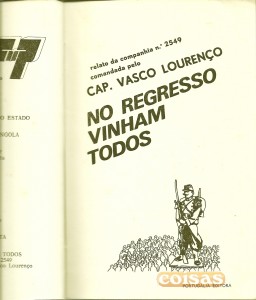 O ESTADO
NGOLA
TODOS
2549
o Lourenço
relato da companhia n.º 2549
comandada pelo
CAP. VASCO LOURENÇO
NO REGRESSO
VINHAM
TODOS
PORTUGÁLIA EDITORA
coisas